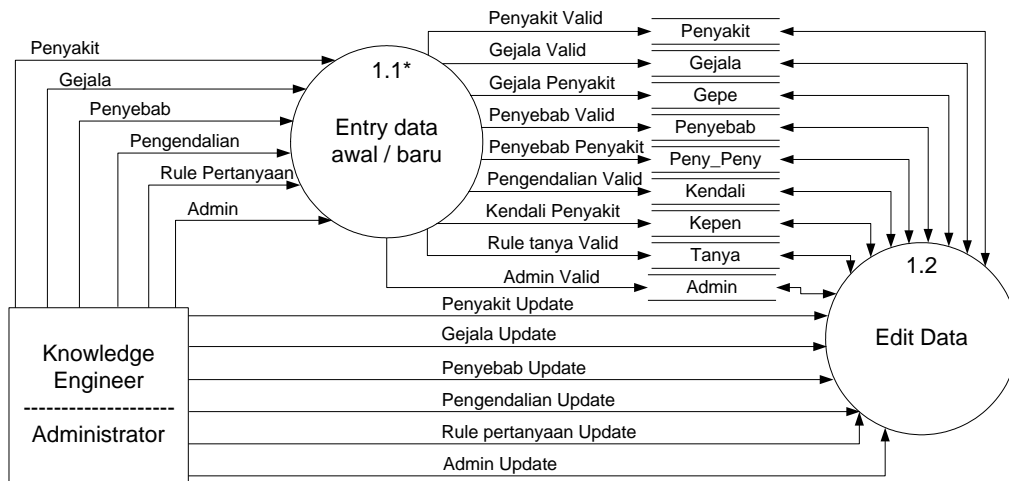 Penyakit
Gejala
Penyebab
Pengendalian
Rule Pertanyaan
Admin
1.1*
Entry data
awal / baru
Penyakit Valid
Gejala Valid
Gejala Penyakit
Penyebab Valid
Penyebab Penyakit
Pengendalian Valid
Kendali Penyakit
Rule tanya Valid
Admin Valid
Penyakit
Gejala
Gepe
Penyebab
Peny_Peny
Kendali
Kepen
Tanya
Admin
1.2
Edit Data
Knowledge
Engineer
Administrator
Penyakit Update
Gejala Update
Penyebab Update
Pengendalian Update
Rule pertanyaan Update
Admin Update